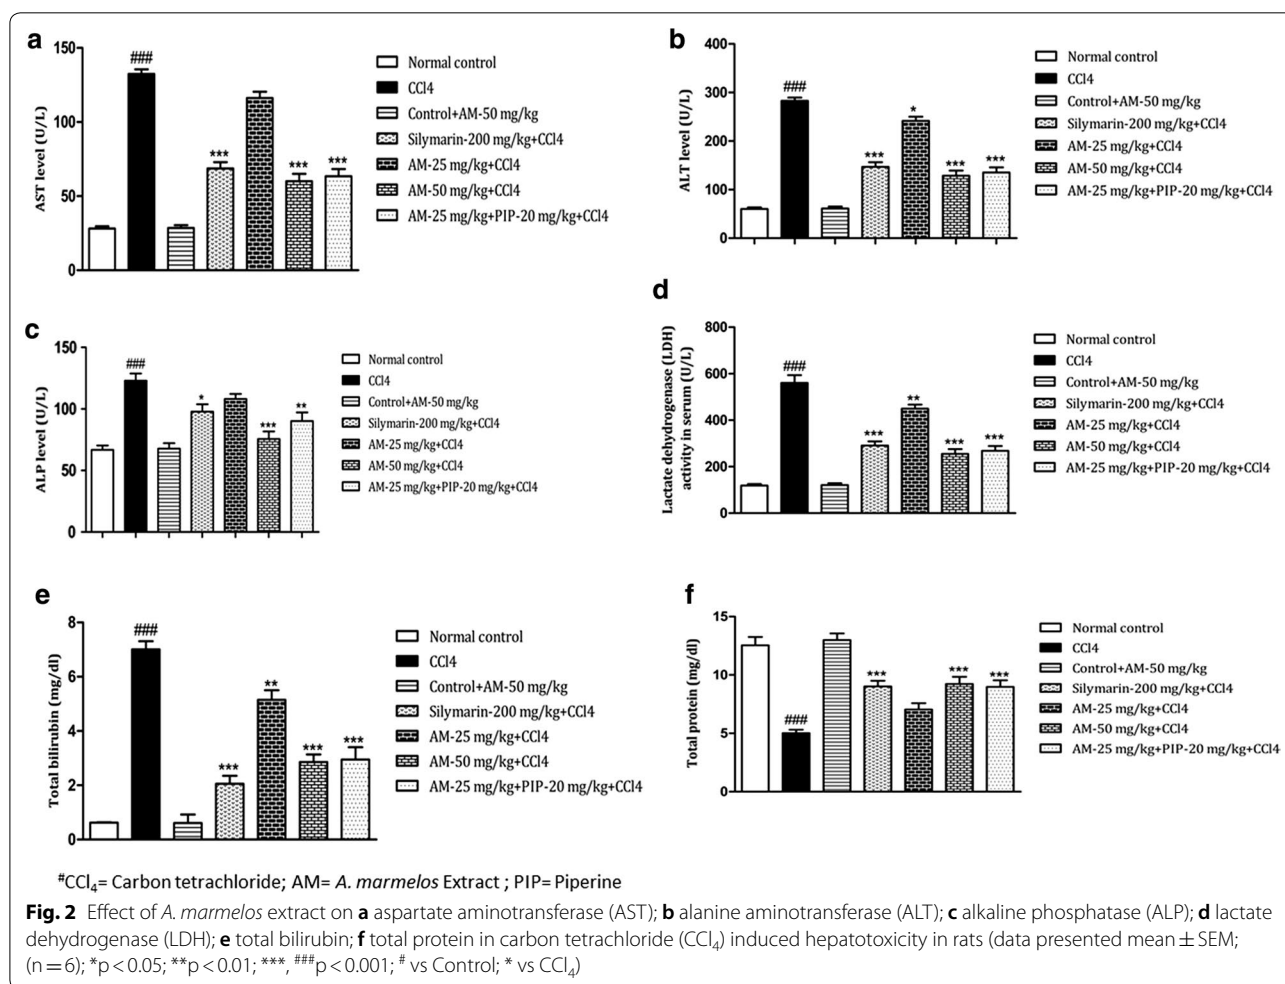 a
AST level (U/L)
150
100
50
0
###
***
***
***
Normal control
CCl4
Control+AM-50 mg/kg
Silymarin-200 mg/kg+CCl4
AM-25 mg/kg+CCl4
AM-50 mg/kg+CCl4
AM-25 mg/kg+PIP-20 mg/kg+CCl4
b
ALT level (U/L)
400
300
200
100
0
###
***
*
***
***
Normal control
CCl4
Control+AM-50 mg/kg
Silymarin-200 mg/kg+CCl4
AM-25 mg/kg+CCl4
AM-50 mg/kg+CCl4
AM-25 mg/kg+PIP-20 mg/kg+CCl4
c
ALP level (U/L)
150
100
50
0
###
*
***
**
Normal control
CCl4
Control+AM-50 mg/kg
Silymarin-200 mg/kg+CCl4
AM-25 mg/kg+CCl4
AM-50 mg/kg+CCl4
AM-25 mg/kg+PIP-20 mg/kg+CCl4
d
Lactate dehydrogenase (LDH)
activity in serum (U/L)
800
600
400
200
0
###
***
**
***
***
Normal control
CCl4
Control+AM-50 mg/kg
Silymarin-200 mg/kg+CCl4
AM-25 mg/kg+CCl4
AM-50 mg/kg+CCl4
AM-25 mg/kg+PIP-20 mg/kg+CCl4
e
Total bilirubin (mg/dl)
8
6
4
2
0
###
***
**
***
***
Normal control
CCl4
Control+AM-50 mg/kg
Silymarin-200 mg/kg+CCl4
AM-25 mg/kg+CCl4
AM-50 mg/kg+CCl4
AM-25 mg/kg+PIP-20 mg/kg+CCl4
f
Total protein (mg/dl)
15
10
5
0
###
***
***
***
Normal control
CCl4
Control+AM-50 mg/kg
Silymarin-200 mg/kg+CCl4
AM-25 mg/kg+CCl4
AM-50 mg/kg+CCl4
AM-25 mg/kg+PIP-20 mg/kg+CCl4
#CCl4= Carbon tetrachloride; AM= A. marmelos Extract ; PIP= Piperine
Fig. 2 Effect of A. marmelos extract on a aspartate aminotransferase (AST); b alanine aminotransferase (ALT); c alkaline phosphatase (ALP); d lactate
dehydrogenase (LDH); e total bilirubin; f total protein in carbon tetrachloride (CCl4) induced hepatotoxicity in rats (data presented mean ± SEM;
(n = 6); *p < 0.05; **p < 0.01; ***, ###p < 0.001; # vs Control; * vs CCl4)